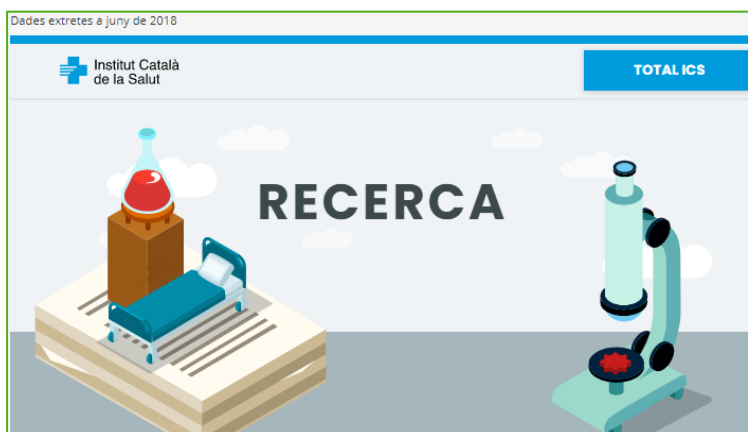 Dades extretes a juny de 2018
Institut Català
de la Salut
TOTAL ICS
RECERCA